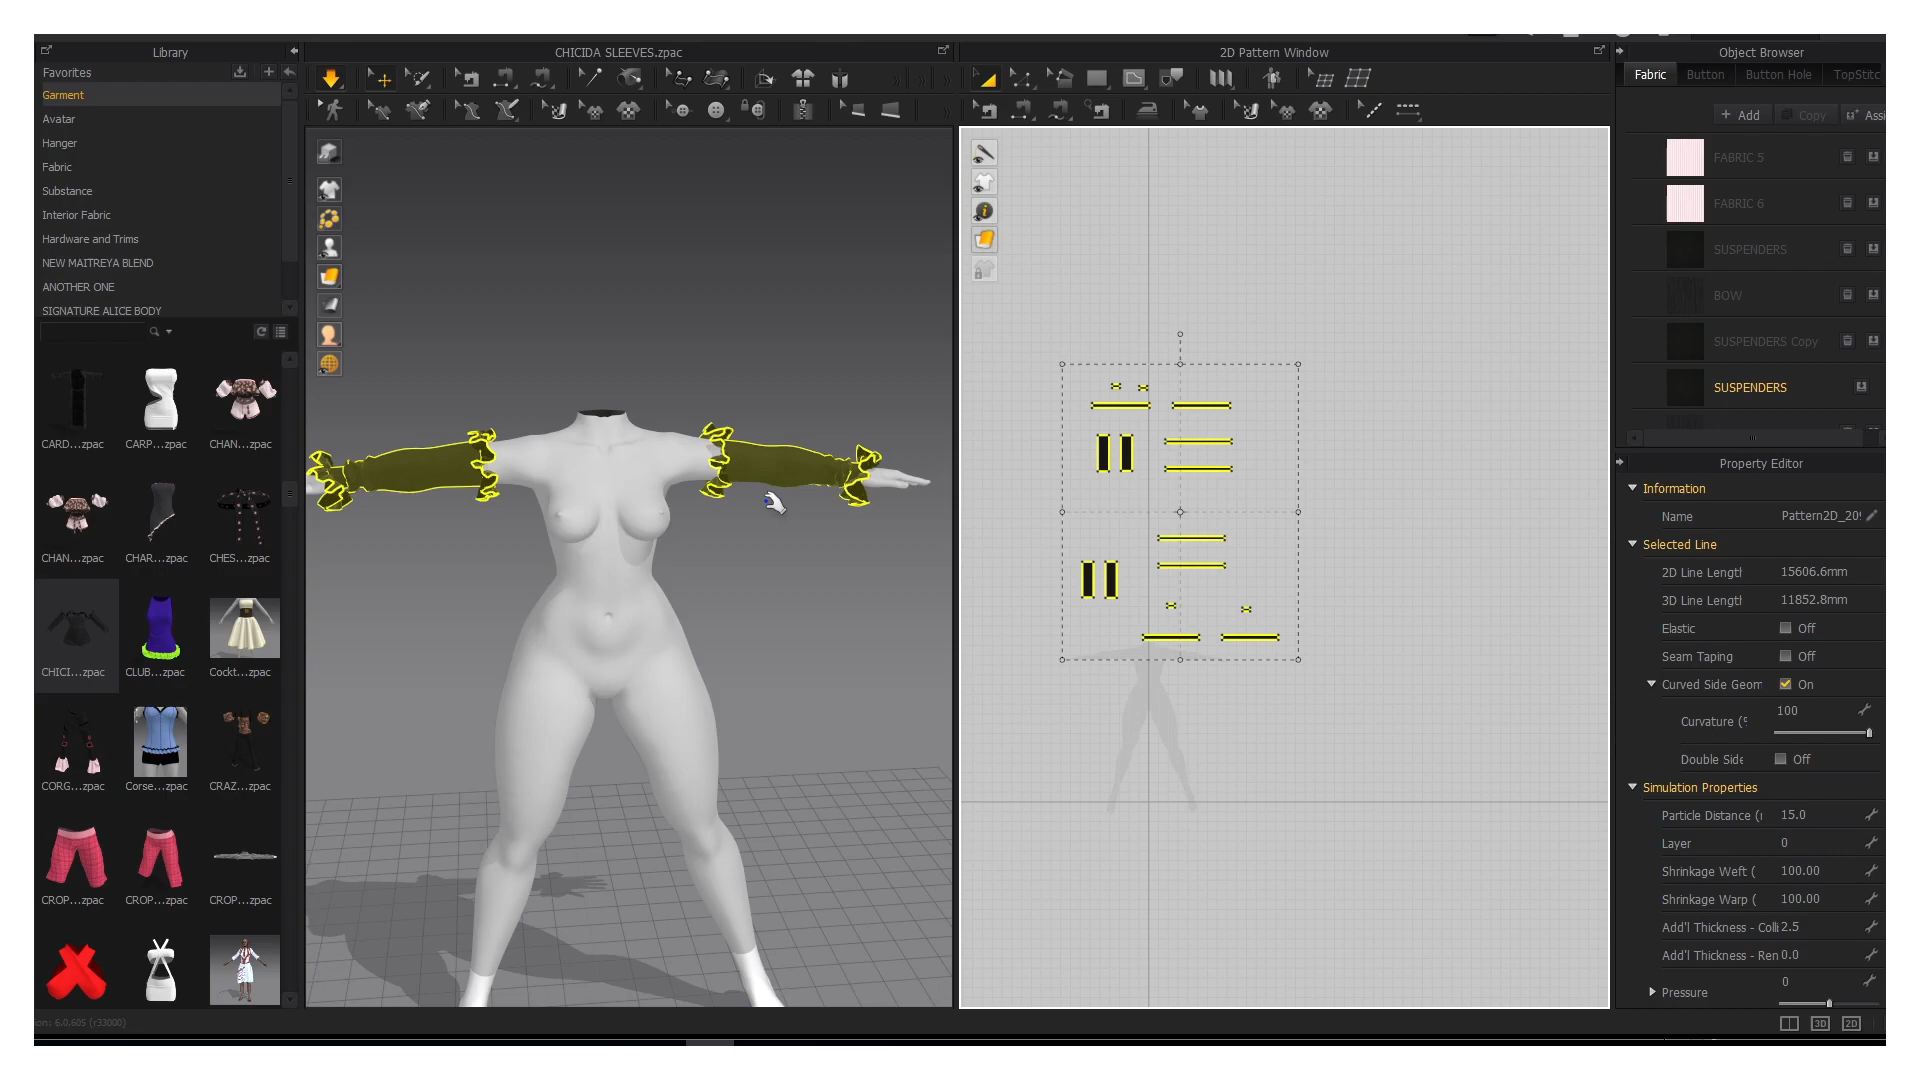 Library
Favorites
Garment
Avatar
Hanger
Fabric
Substance
Interior Fabric
Hardware and Trims
NEW MAITREYA BLEND
ANOTHER ONE
SIGNATURE ALICE BODY
CARD...zpac CARP...zpac CHAN...zpac
CHAN...zpac CHAR...zpac CHES...zpac
CHICI...zpac CLUB...zpac Cockt...zpac
CORG...zpac Corse...zpac CRAZ...zpac
CROP...zpac CROP...zpac CROP...zpac
ion: 6.0.605 (r33000)
CHICIDA SLEEVES.zpac
2D Pattern Window
Object Browser
Fabric Button Button Hole TopStitc
+ Add Copy Assi
FABRIC 5
FABRIC 6
SUSPENDERS
BOW
SUSPENDERS Copy
SUSPENDERS
Property Editor
Information
Name Pattern2D_209
Selected Line
2D Line Length 15606.6mm
3D Line Length 11852.8mm
Elastic Off
Seam Taping Off
Curved Side Geom On
Curvature (° 100
Double Side Off
Simulation Properties
Particle Distance (r 15.0
Layer 0
Shrinkage Weft ( 100.00
Shrinkage Warp ( 100.00
Add'l Thickness - Colli 2.5
Add'l Thickness - Ren 0.0
Pressure 0
3D 2D